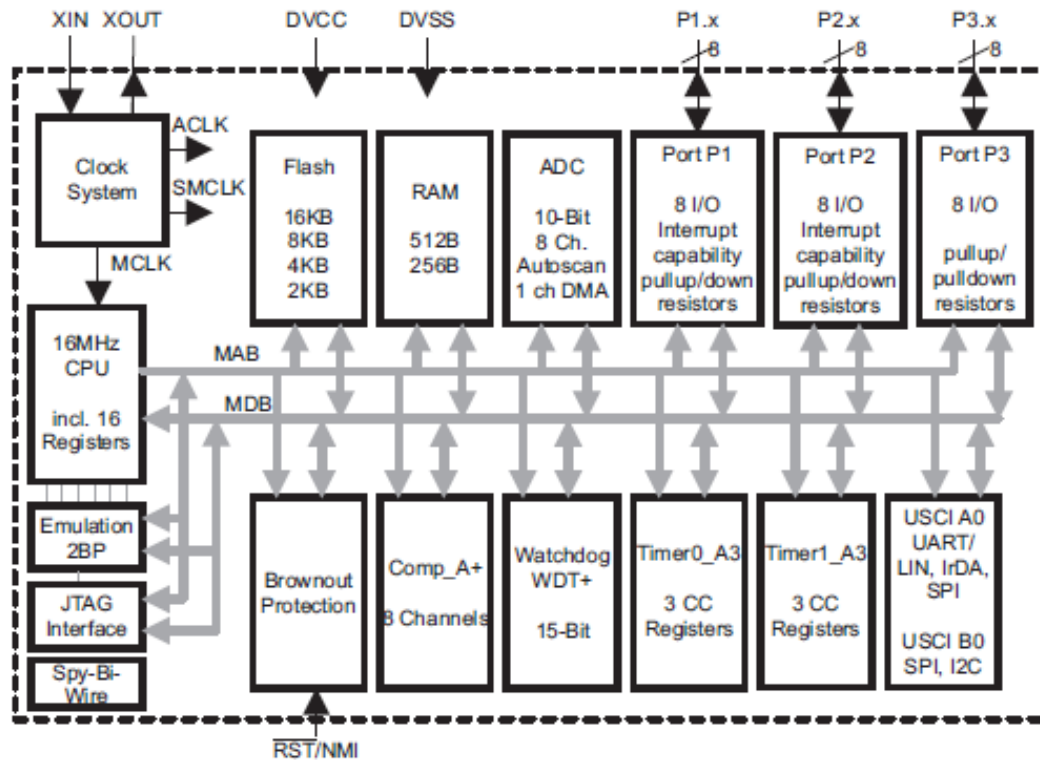 XIN XOUT DVCC DVSS P1.x P2.x P3.x
8 8 8
Clock
System
ACLK
SMCLK
MCLK
Flash
16KB
8KB
4KB
2KB
RAM
512B
256B
ADC
10-Bit
8 Ch.
Autoscan
1 ch DMA
Port P1
8 I/O
Interrupt
capability
pullup/down
resistors
Port P2
8 I/O
Interrupt
capability
pullup/down
resistors
Port P3
8 I/O
pullup/
pulldown
resistors
16MHz
CPU
incl. 16
Registers
MAB
MDB
Emulation
2BP
JTAG
Interface
Spy-Bi-
Wire
Brownout
Protection
Comp_A+
8 Channels
Watchdog
WDT+
15-Bit
Timer0_A3
3 CC
Registers
Timer1_A3
3 CC
Registers
USCI A0
UART/
LIN, IrDA,
SPI
USCI B0
SPI, I2C
RST/NMI